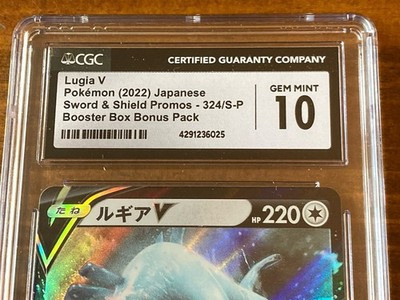 CGC CERTIFIED GUARANTY COMPANY
Lugia V
Pokémon (2022) Japanese
Sword & Shield Promos - 324/S-P
Booster Box Bonus Pack
GEM MINT
10
4291236025
たね ルギアV HP 220